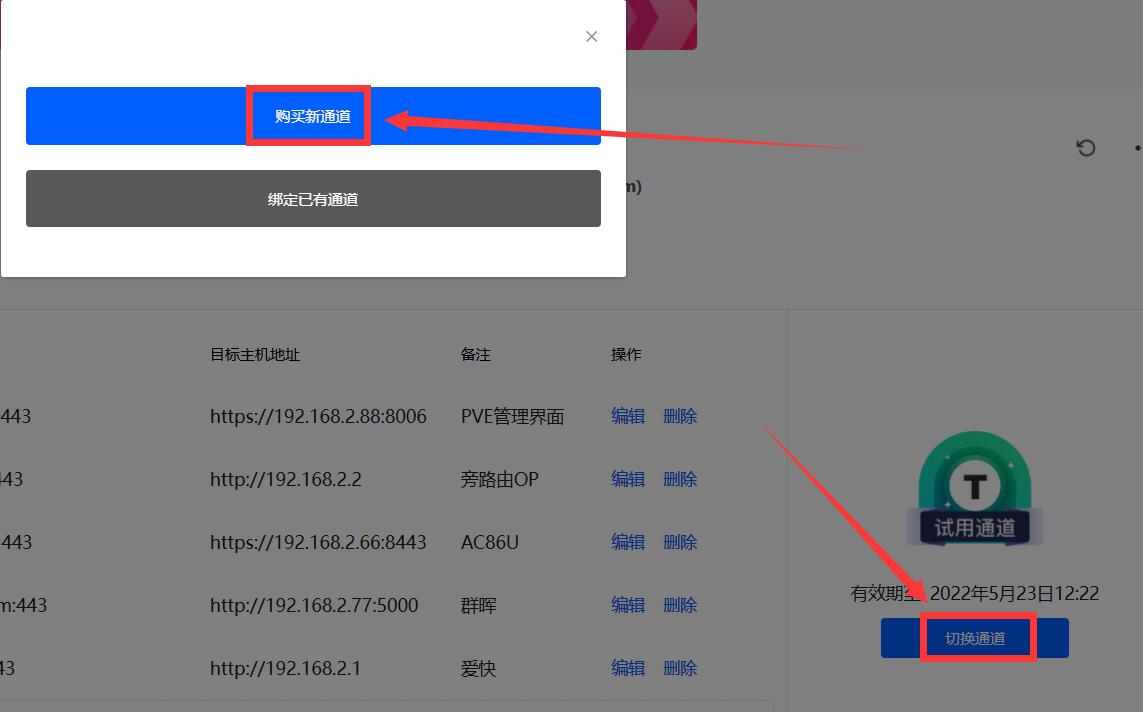 购买新通道
绑定已有通道
m)
目标主机地址 备注 操作
443 https://192.168.2.88:8006 PVE管理界面 编辑 删除
43 http://192.168.2.2 旁路由OP 编辑 删除
:443 https://192.168.2.66:8443 AC86U 编辑 删除
m:443 http://192.168.2.77:5000 群晖 编辑 删除
43 http://192.168.2.1 爱快 编辑 删除
T
试用通道
有效期至 2022年5月23日12:22
切换通道